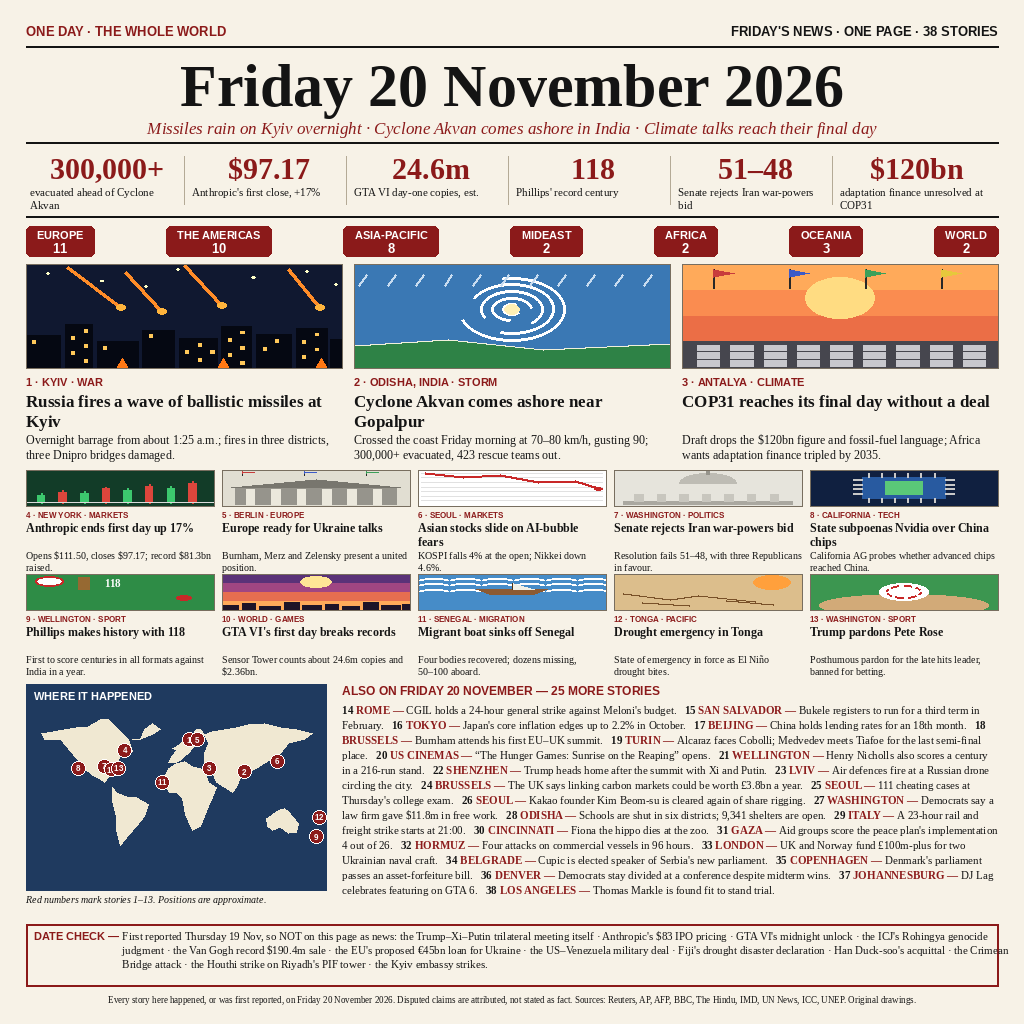 ONE DAY · THE WHOLE WORLD
FRIDAY'S NEWS · ONE PAGE · 38 STORIES
Friday 20 November 2026
Missiles rain on Kyiv overnight · Cyclone Akvan comes ashore in India · Climate talks reach their final day
300,000+
evacuated ahead of Cyclone
Akvan
$97.17
Anthropic's first close, +17%
24.6m
GTA VI day-one copies, est.
118
Phillips' record century
51–48
Senate rejects Iran war-powers
bid
$120bn
adaptation finance unresolved at
COP31
EUROPE
11
THE AMERICAS
10
ASIA-PACIFIC
8
MIDEAST
2
AFRICA
2
OCEANIA
3
WORLD
2
1 · KYIV · WAR
Russia fires a wave of ballistic missiles at
Kyiv
Overnight barrage from about 1:25 a.m.; fires in three districts,
three Dnipro bridges damaged.
2 · ODISHA, INDIA · STORM
Cyclone Akvan comes ashore near
Gopalpur
Crossed the coast Friday morning at 70–80 km/h, gusting 90;
300,000+ evacuated, 423 rescue teams out.
3 · ANTALYA · CLIMATE
COP31 reaches its final day without a deal
Draft drops the $120bn figure and fossil-fuel language; Africa
wants adaptation finance tripled by 2035.
4 · NEW YORK · MARKETS
Anthropic ends first day up 17%
Opens $111.50, closes $97.17; record $81.3bn
raised.
5 · BERLIN · EUROPE
Europe ready for Ukraine talks
Burnham, Merz and Zelensky present a united
position.
6 · SEOUL · MARKETS
Asian stocks slide on AI-bubble
fears
KOSPI falls 4% at the open; Nikkei down
4.6%.
7 · WASHINGTON · POLITICS
Senate rejects Iran war-powers bid
Resolution fails 51–48, with three Republicans
in favour.
8 · CALIFORNIA · TECH
State subpoenas Nvidia over China
chips
California AG probes whether advanced chips
reached China.
118
9 · WELLINGTON · SPORT
Phillips makes history with 118
First to score centuries in all formats against
India in a day.
10 · WORLD · GAMES
GTA VI's first day breaks records
Sensor Tower counts about 24.6m copies and
$2.36bn.
11 · SENEGAL · MIGRATION
Migrant boat sinks off Senegal
Four bodies recovered; dozens missing,
50–100 aboard.
12 · TONGA · PACIFIC
Drought emergency in Tonga
State of emergency in force as El Niño
drought bites.
13 · WASHINGTON · SPORT
Trump pardons Pete Rose
Posthumous pardon for the late hits leader,
banned for betting.
WHERE IT HAPPENED
5
4
6
8
13
3
2
11
12
9
Red numbers mark stories 1–13. Positions are approximate.
ALSO ON FRIDAY 20 NOVEMBER — 25 MORE STORIES
14 ROME — CGIL holds a 24-hour general strike against Meloni's budget. 15 SAN SALVADOR — Bukele registers to run for a third term in
February. 16 TOKYO — Japan's core inflation edges up to 2.2% in October. 17 BEIJING — China holds lending rates for an 18th month. 18
BRUSSELS — Burnham attends his first EU–UK summit. 19 TURIN — Alcaraz faces Cobolli; Medvedev meets Tiafoe for the last semi-final
place. 20 US CINEMAS — “The Hunger Games: Sunrise on the Reaping” opens. 21 WELLINGTON — Henry Nicholls also scores a century
in a 216-run stand. 22 SHENZHEN — Trump heads home after the summit with Xi and Putin. 23 LVIV — Air defences fire at a Russian drone
circling the city. 24 BRUSSELS — The UK says linking carbon markets could be worth £3.8bn a year. 25 SEOUL — 111 cheating cases at
Thursday's college exam. 26 SEOUL — Kakao founder Kim Beom-su is cleared again of share rigging. 27 WASHINGTON — Democrats say a
law firm gave $11.8m in free work. 28 ODISHA — Schools are shut in six districts; 9,341 shelters are open. 29 ITALY — A 23-hour rail and
freight strike starts at 21:00. 30 CINCINNATI — Fiona the hippo dies at the zoo. 31 GAZA — Aid groups score the peace plan's implementation
4 out of 26. 32 HORMUZ — Four attacks on commercial vessels in 96 hours. 33 LONDON — UK and Norway fund £100m-plus for two
Ukrainian naval craft. 34 BELGRADE — Cupic is elected speaker of Serbia's new parliament. 35 COPENHAGEN — Denmark's parliament
passes an asset-forfeiture bill. 36 DENVER — Democrats stay divided at a conference despite midterm wins. 37 JOHANNESBURG — DJ Lag
celebrates featuring on GTA 6. 38 LOS ANGELES — Thomas Markle is found fit to stand trial.
DATE CHECK — First reported Thursday 19 Nov, so NOT on this page as news: the Trump–Xi–Putin trilateral meeting itself · Anthropic's $83 IPO pricing · GTA VI's midnight unlock · the ICJ's Rohingya genocide
judgment · the Van Gogh record $190.4m sale · the EU's proposed €45bn loan for Ukraine · the US–Venezuela military deal · Fiji's drought disaster declaration · Han Duck-soo's acquittal · the Crimean
Bridge attack · the Houthi strike on Riyadh's PIF tower · the Kyiv embassy strikes.
Every story here happened, or was first reported, on Friday 20 November 2026. Disputed claims are attributed, not stated as fact. Sources: Reuters, AP, AFP, BBC, The Hindu, IMD, UN News, ICC, UNEP. Original drawings.